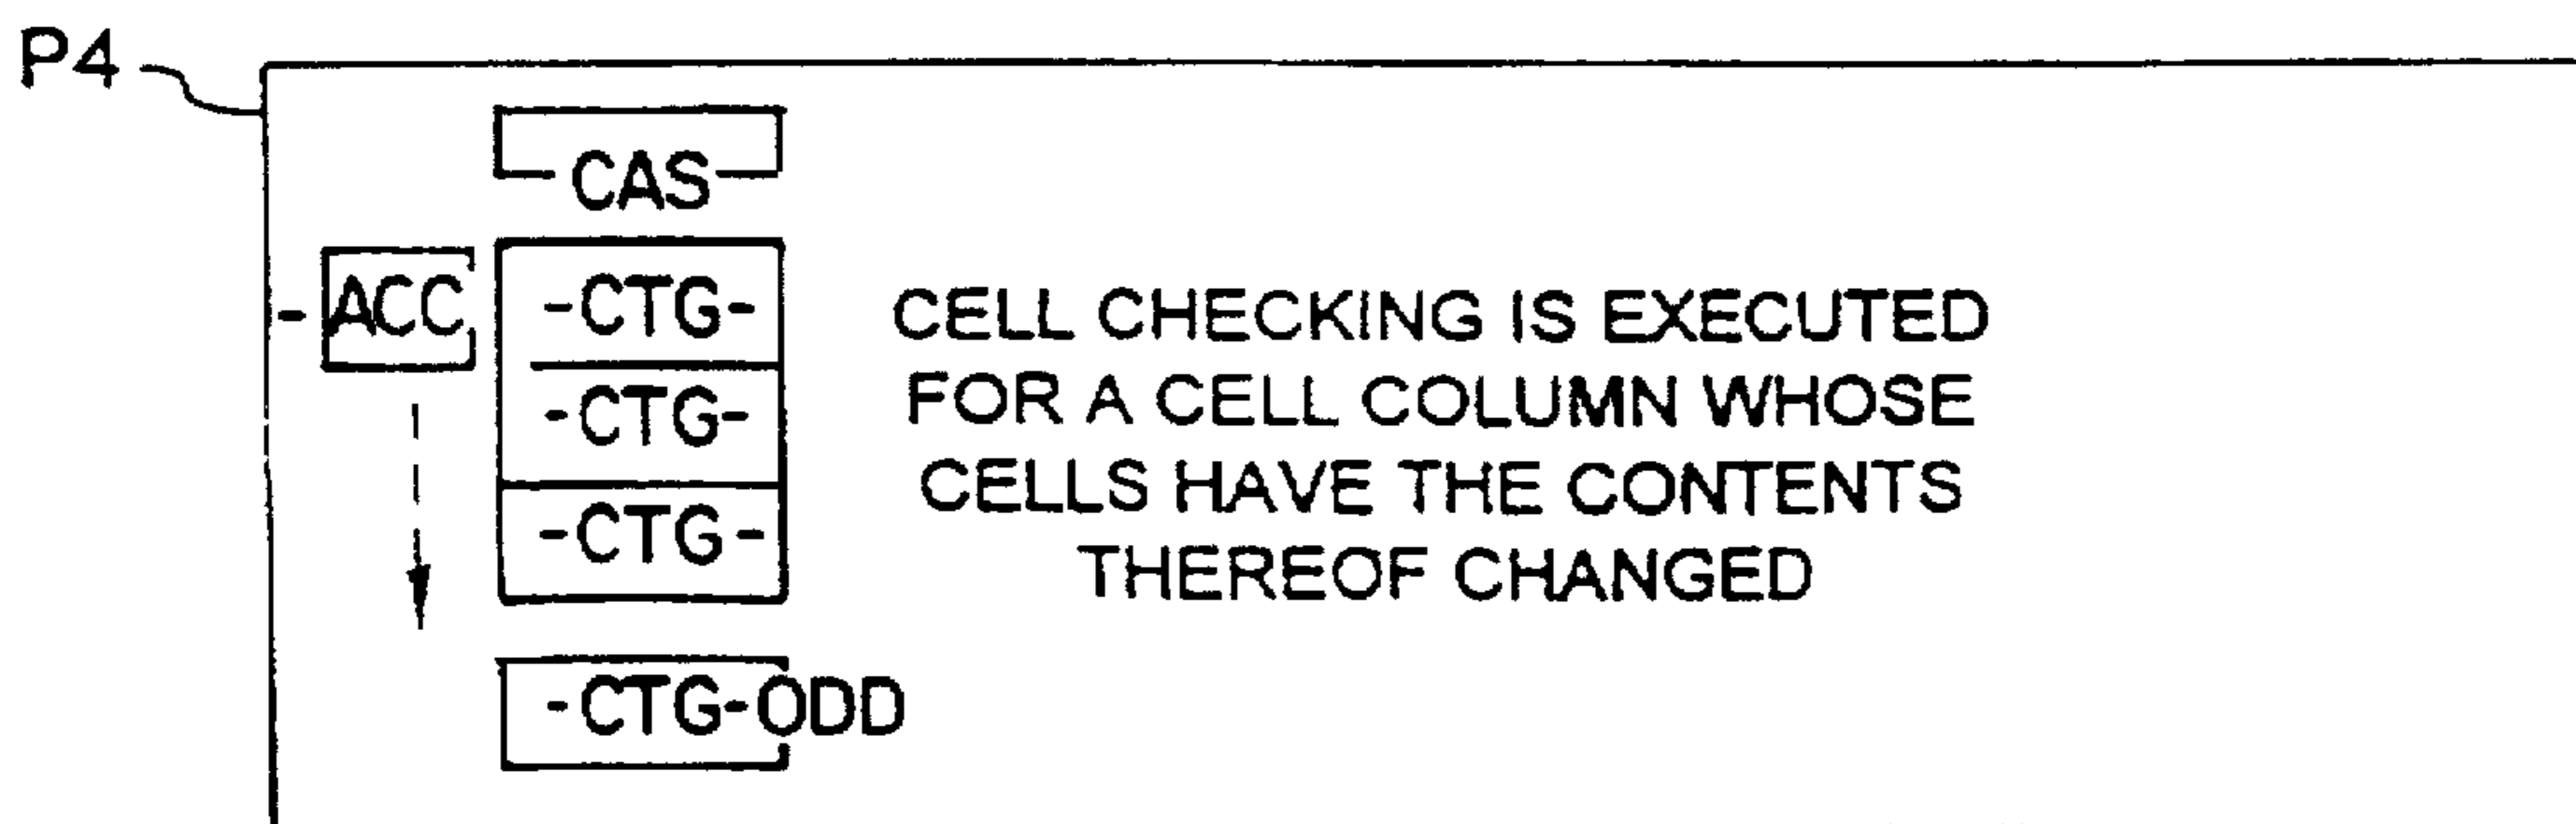 P4
CAS
-ACC -CTG- CELL CHECKING IS EXECUTED
-CTG- FOR A CELL COLUMN WHOSE
CELLS HAVE THE CONTENTS
-CTG-
THEREOF CHANGED
-CTG-ODD